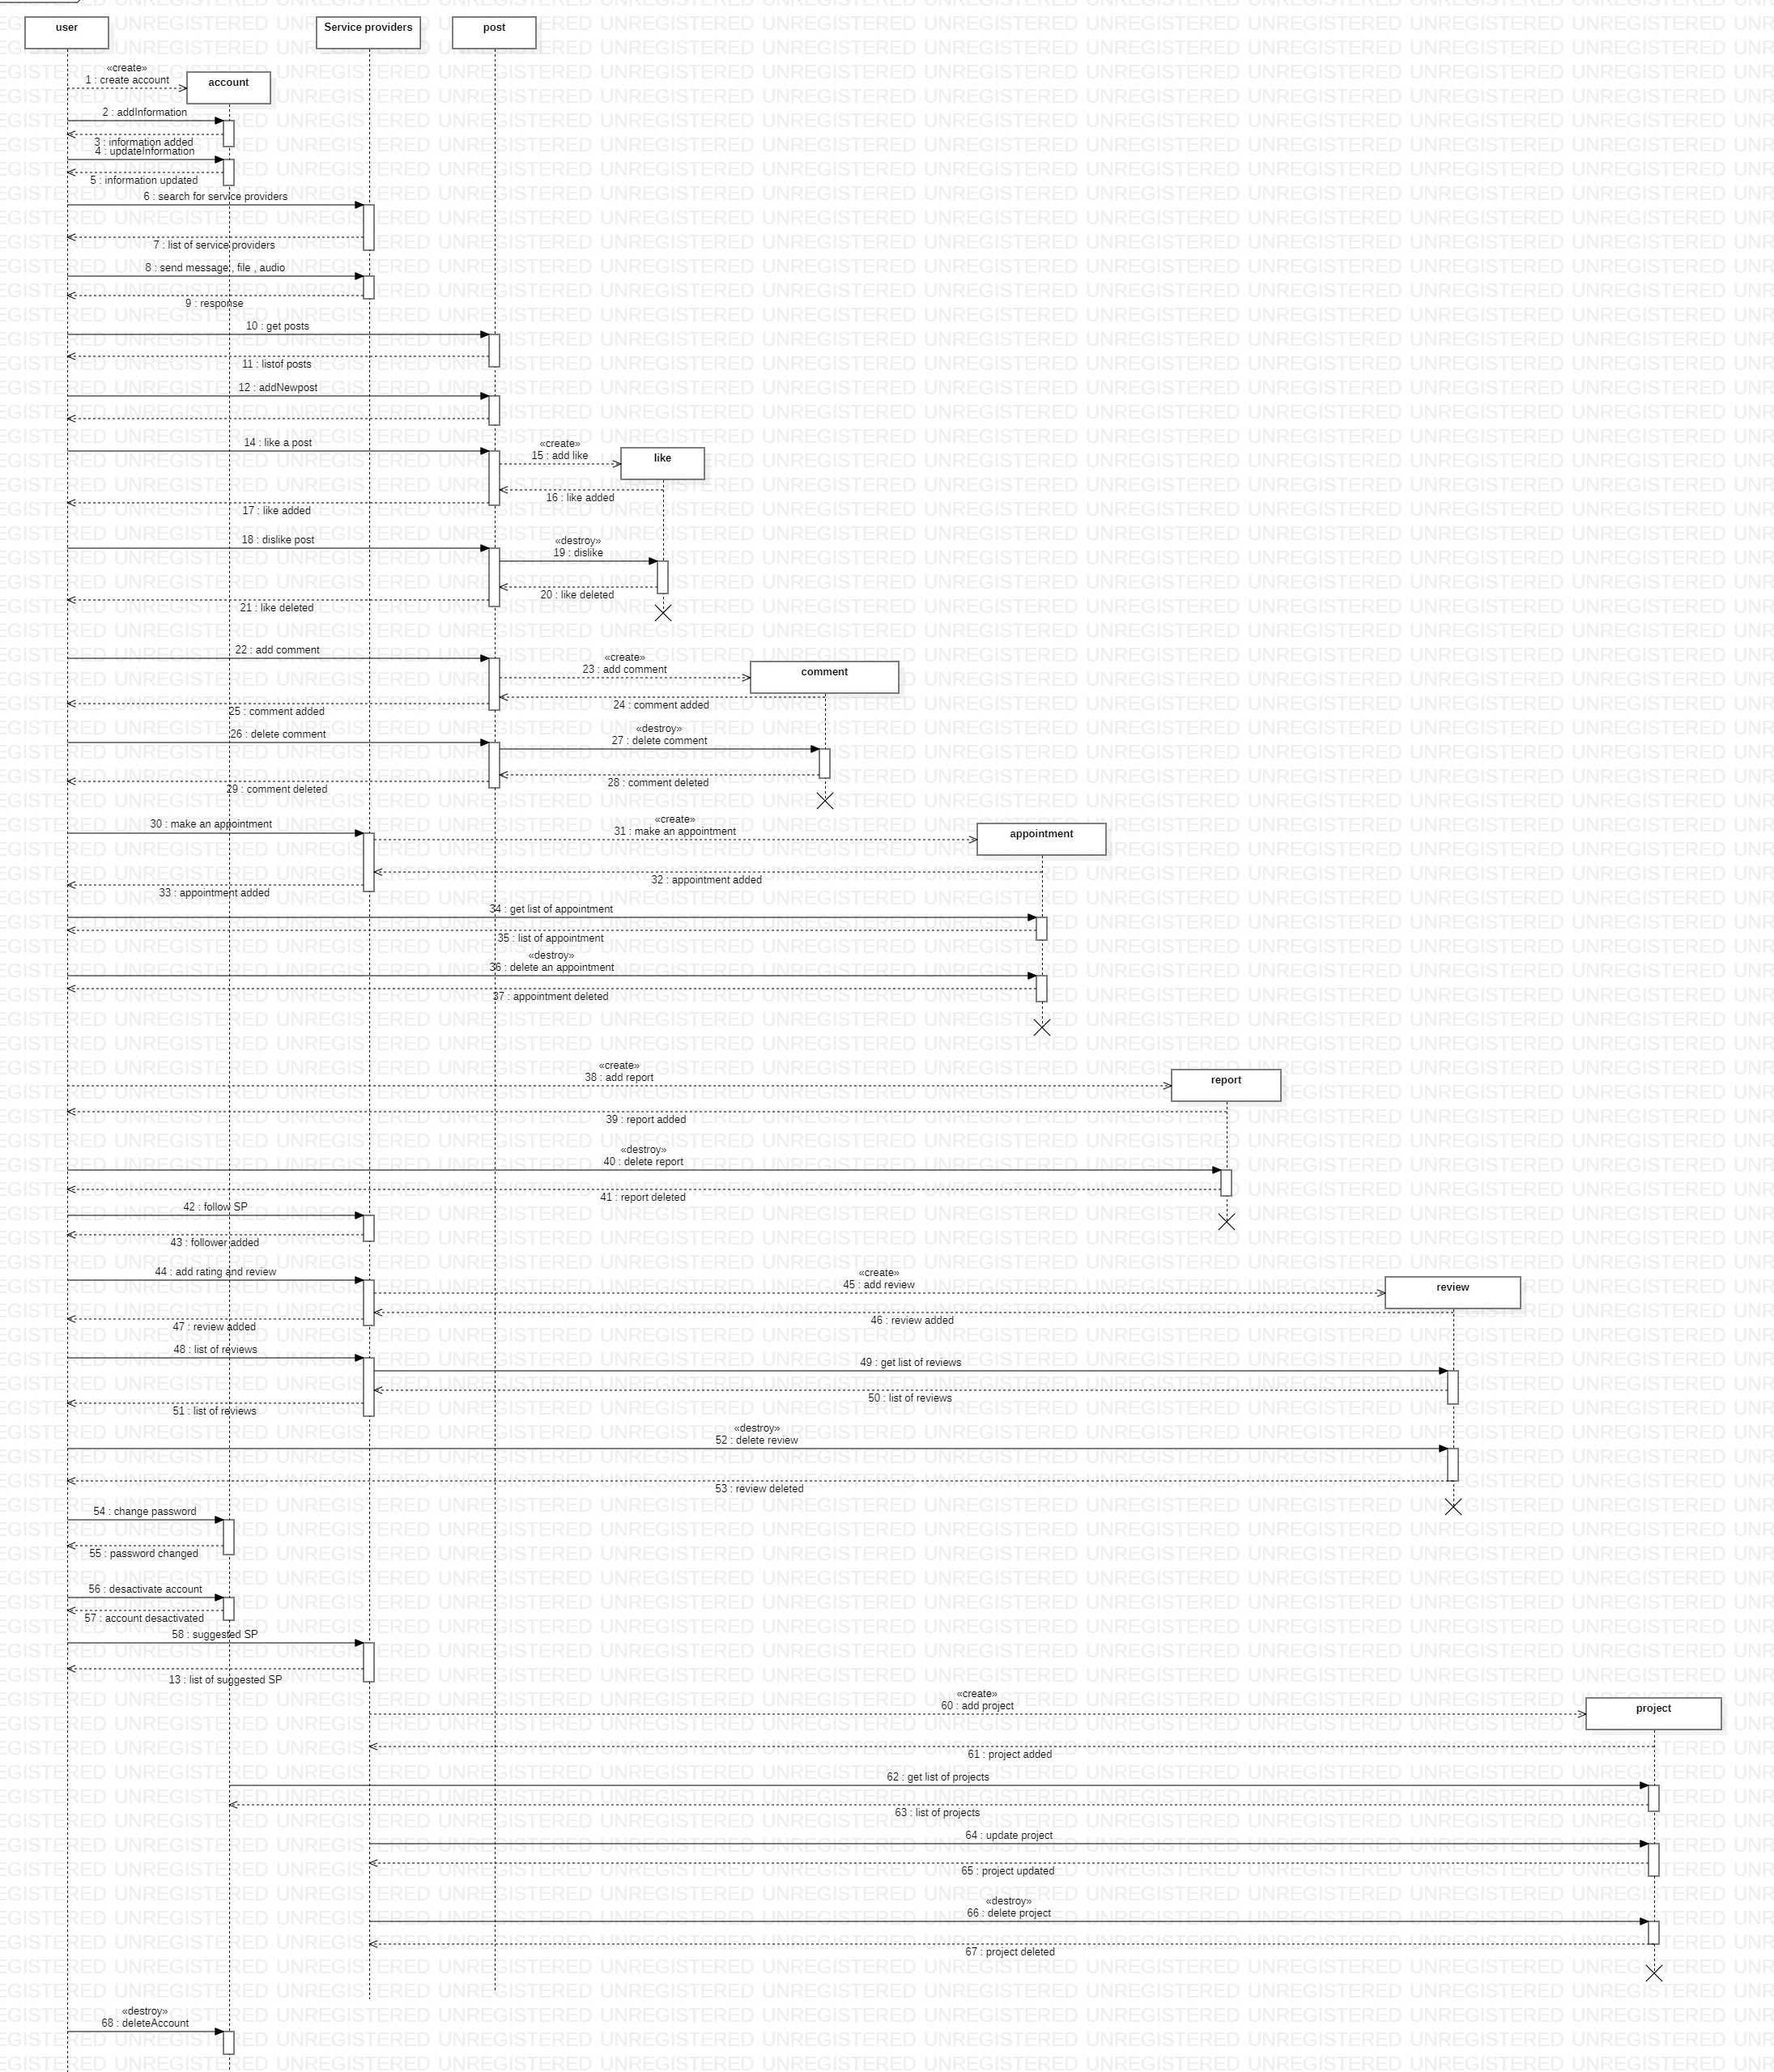 user
Service providers
post
«create»
1 : create account
account
2 : addInformation
3 : information added
4 : updateInformation
5 : information updated
6 : search for service providers
7 : list of service providers
8 : send message , file , audio
9 : response
10 : get posts
11 : listof posts
12 : addNewpost
14 : like a post
«create»
15 : add like
like
16 : like added
17 : like added
18 : dislike post
«destroy»
19 : dislike
20 : like deleted
21 : like deleted
22 : add comment
«create»
23 : add comment
comment
24 : comment added
25 : comment added
26 : delete comment
«destroy»
27 : delete comment
28 : comment deleted
29 : comment deleted
30 : make an appointment
«create»
31 : make an appointment
appointment
32 : appointment added
33 : appointment added
34 : get list of appointment
35 : list of appointment
«destroy»
36 : delete an appointment
37 : appointment deleted
«create»
38 : add report
report
39 : report added
«destroy»
40 : delete report
41 : report deleted
42 : follow SP
43 : follower added
44 : add rating and review
«create»
45 : add review
review
46 : review added
47 : review added
48 : list of reviews
49 : get list of reviews
50 : list of reviews
51 : list of reviews
«destroy»
52 : delete review
53 : review deleted
54 : change password
55 : password changed
56 : desactivate account
57 : account desactivated
58 : suggested SP
13 : list of suggested SP
«create»
60 : add project
project
61 : project added
62 : get list of projects
63 : list of projects
64 : update project
65 : project updated
«destroy»
66 : delete project
67 : project deleted
«destroy»
68 : deleteAccount